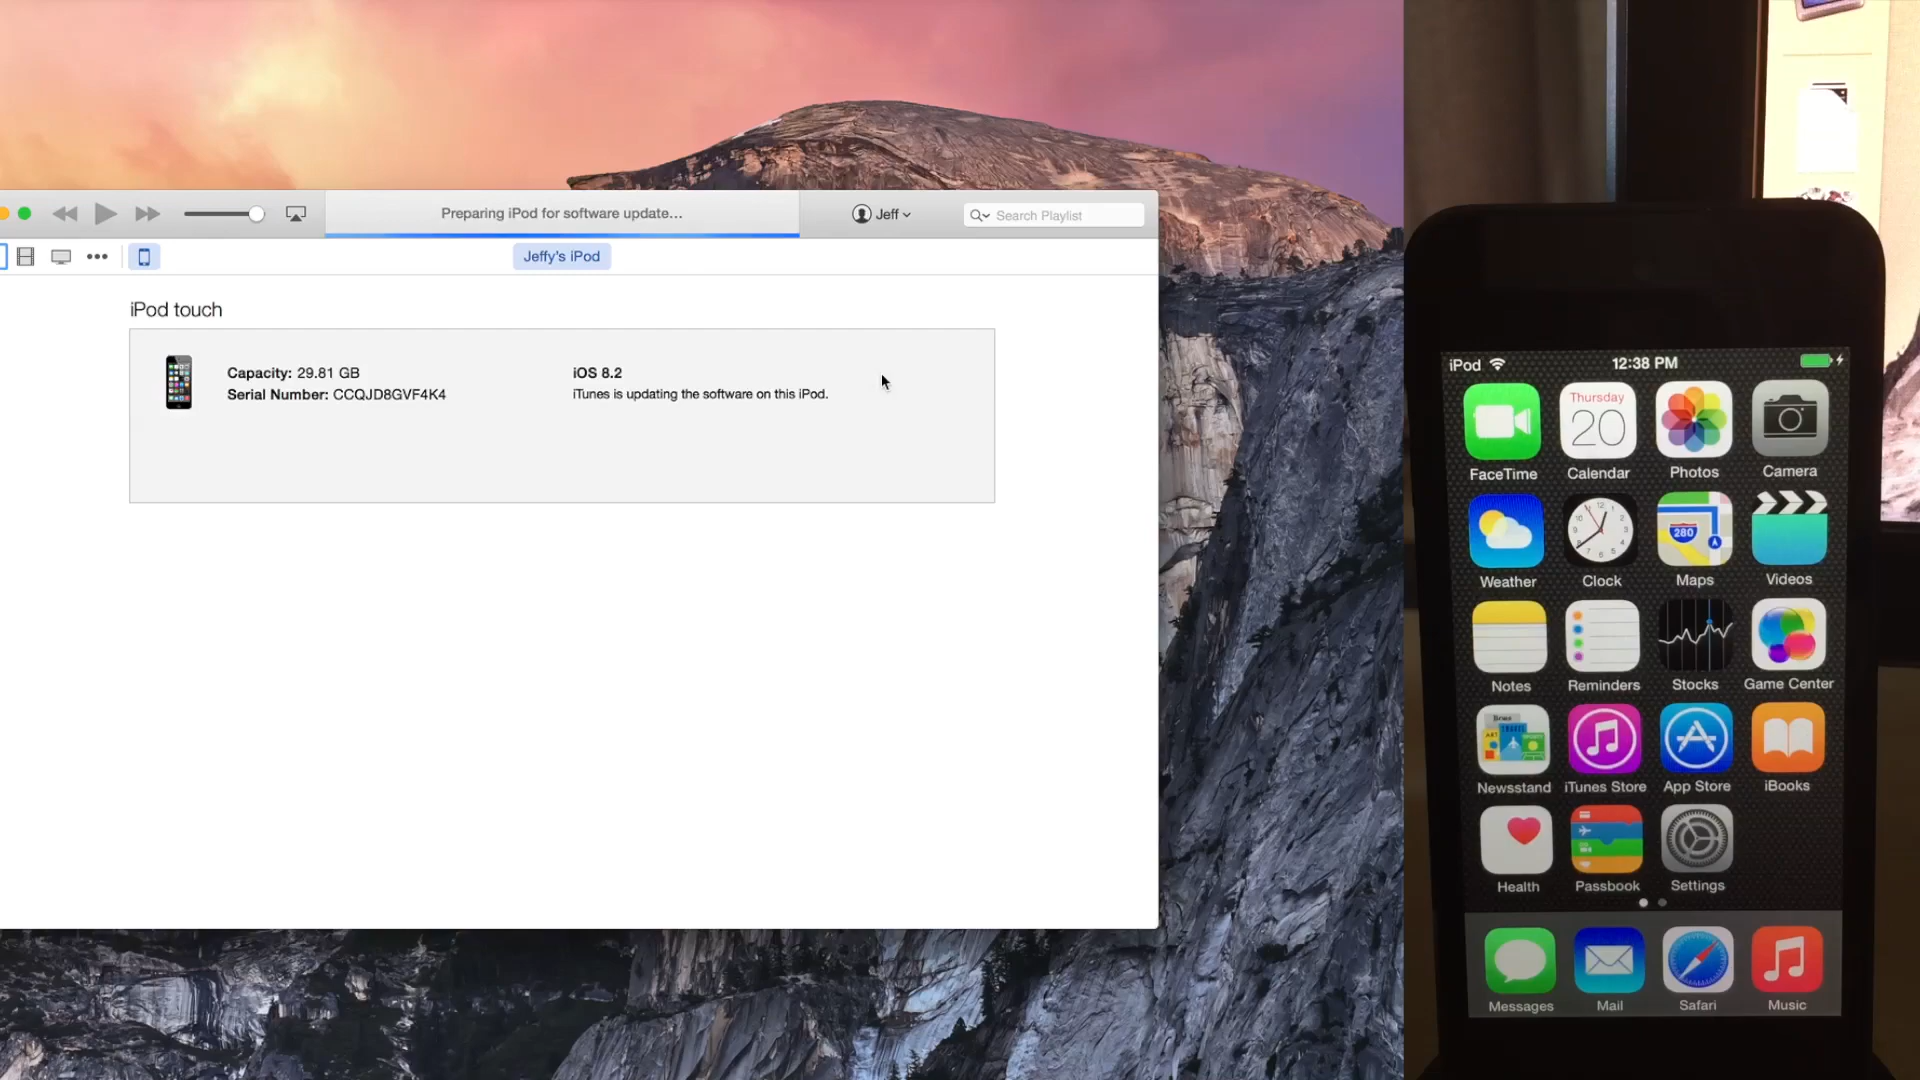 Preparing iPod for software update...
Jeff
Search Playlist
Jeffy's iPod
iPod touch
Capacity: 29.81 GB
Serial Number: CCQJD8GVF4K4
iOS 8.2
iTunes is updating the software on this iPod.
iPod
12:38 PM
Thursday
20
FaceTime
Calendar
Photos
Camera
280
Weather
Clock
Maps
Videos
Notes
Reminders
Stocks
Game Center
Newsstand
iTunes Store
App Store
iBooks
Health
Passbook
Settings
Messages
Mail
Safari
Music